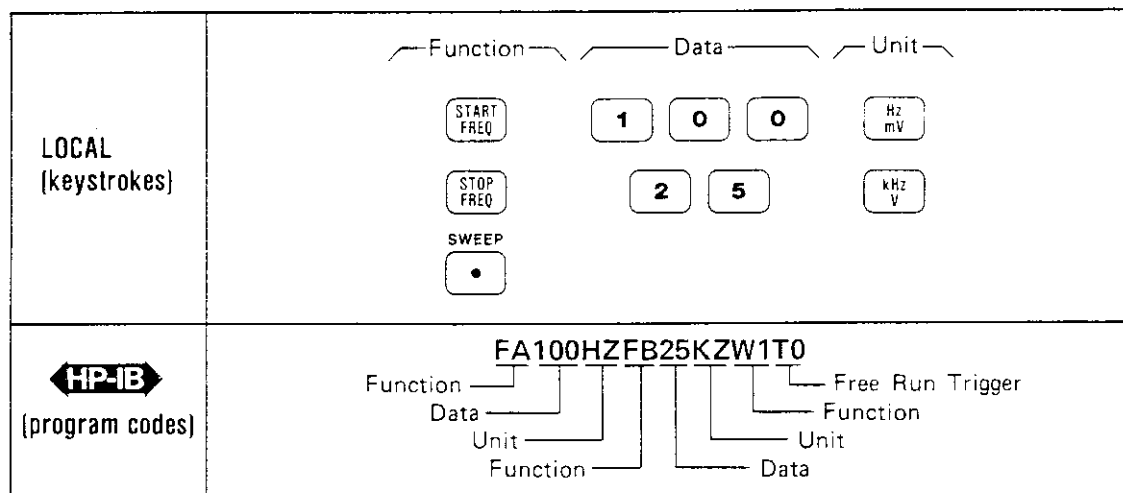 Function Data Unit
START FREQ 1 0 0 Hz mV
LOCAL
(keystrokes)
STOP FREQ 2 5 kHz V
SWEEP
HP-IB
(program codes)
FA100HZFB25KZW1T0
Function Free Run Trigger
Data Function
Unit Unit
Function Data